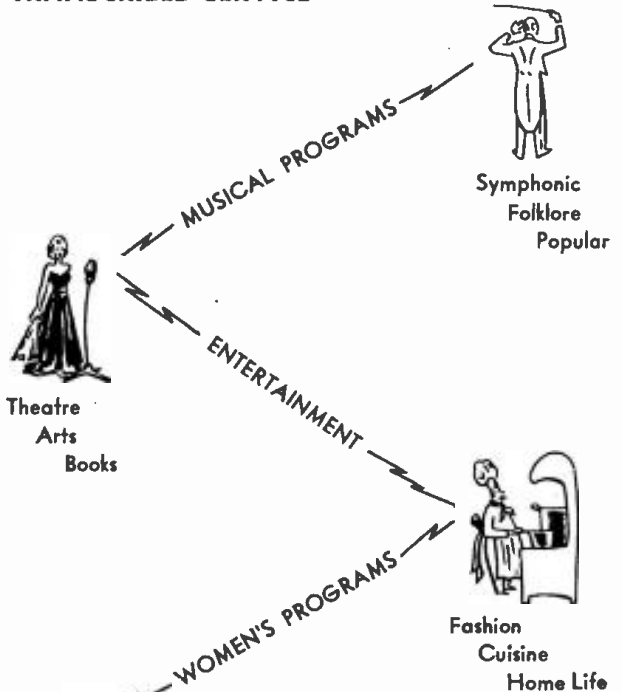 MUSICAL PROGRAMS
Symphonic
Folklore
Popular
ENTERTAINMENT
Theatre
Arts
Books
WOMEN'S PROGRAMS
Fashion
Cuisine
Home Life